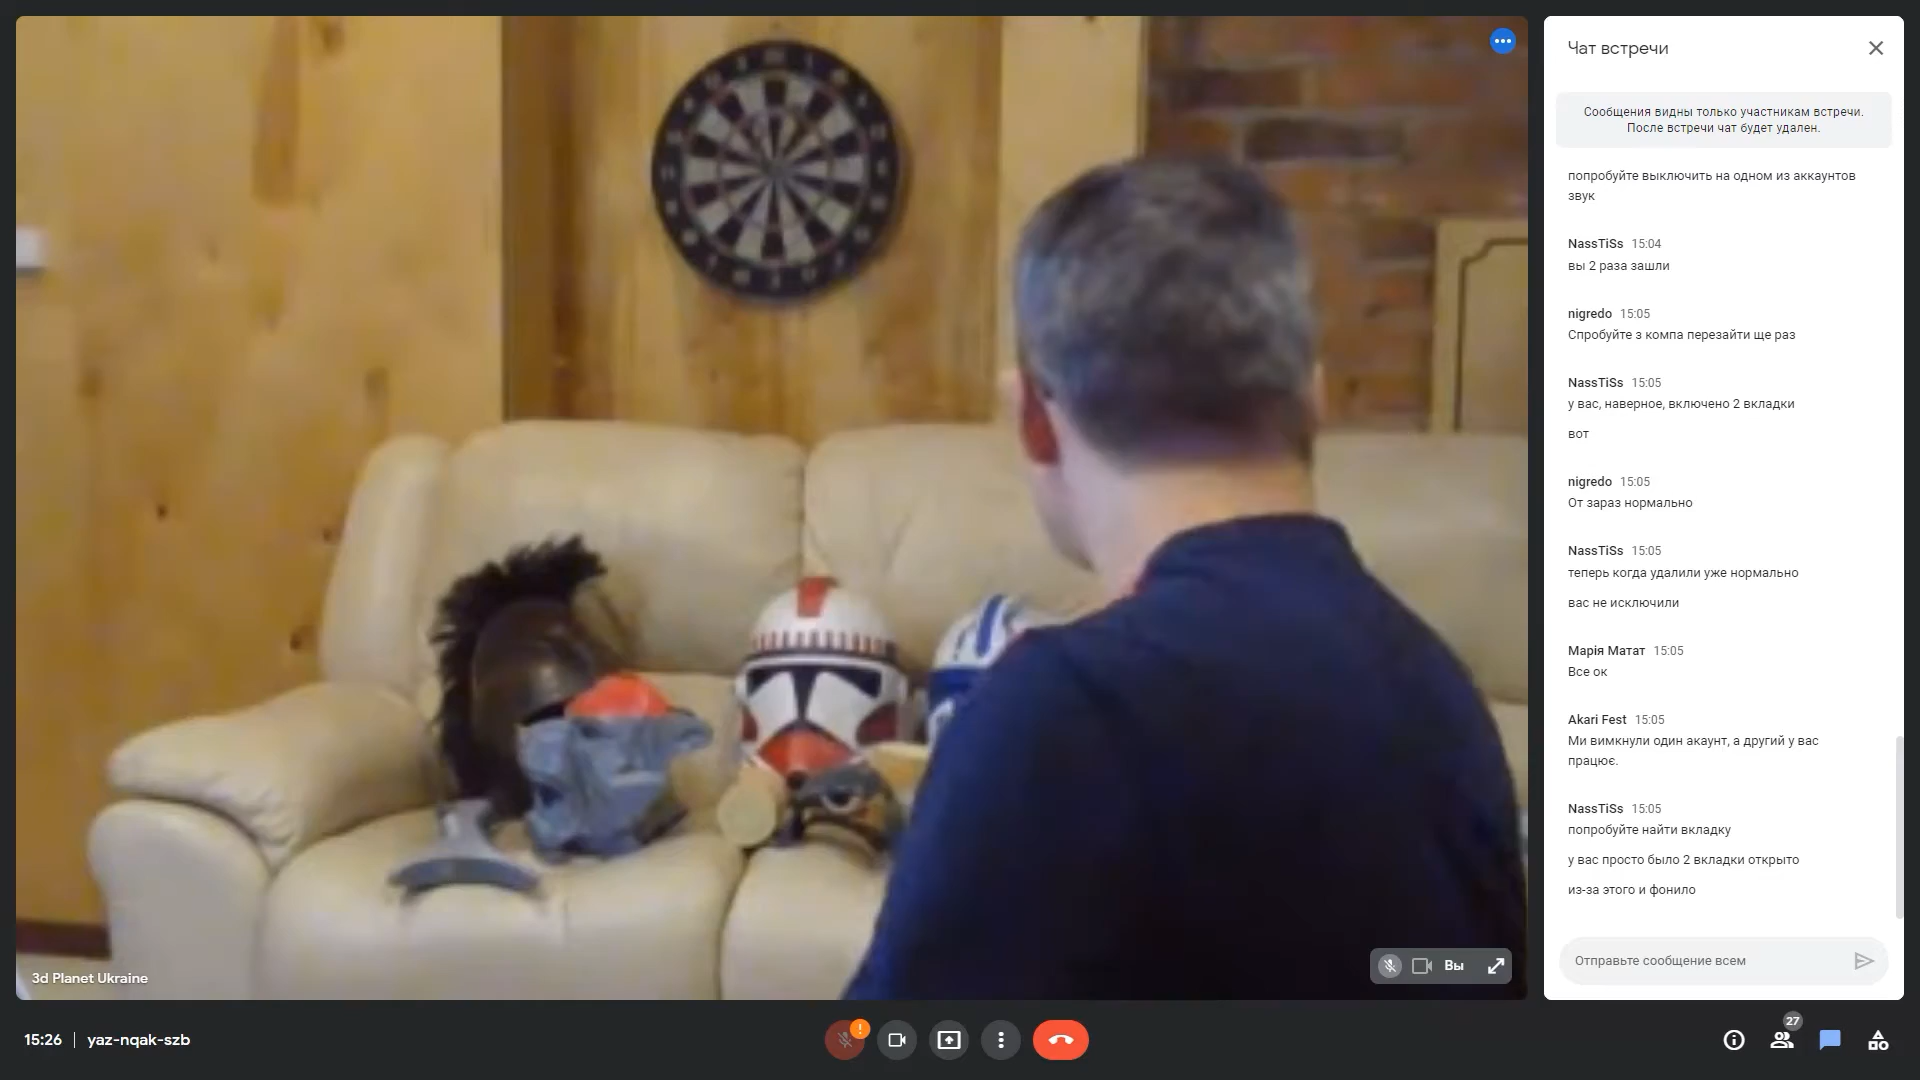 Чат встречи
Сообщения видны только участникам встречи.
После встречи чат будет удален.
попробуйте выключить на одном из аккаунтов
звук
NassTiSs 15:04
вы 2 раза зашли
nigredo 15:05
Спробуйте з компа перезайти ще раз
NassTiSs 15:05
у вас, наверное, включено 2 вкладки
вот
nigredo 15:05
От зараз нормально
NassTiSs 15:05
теперь когда удалили уже нормально
вас не исключили
Марія Матат 15:05
Все ок
Akari Fest 15:05
Ми вимкнули один акаунт, а другий у вас
працює.
NassTiSs 15:05
попробуйте найти вкладку
у вас просто было 2 вкладки открыто
из-за этого и фонило
Отправьте сообщение всем
3d Planet Ukraine
Вы
15:26 | yaz-nqak-szb
27